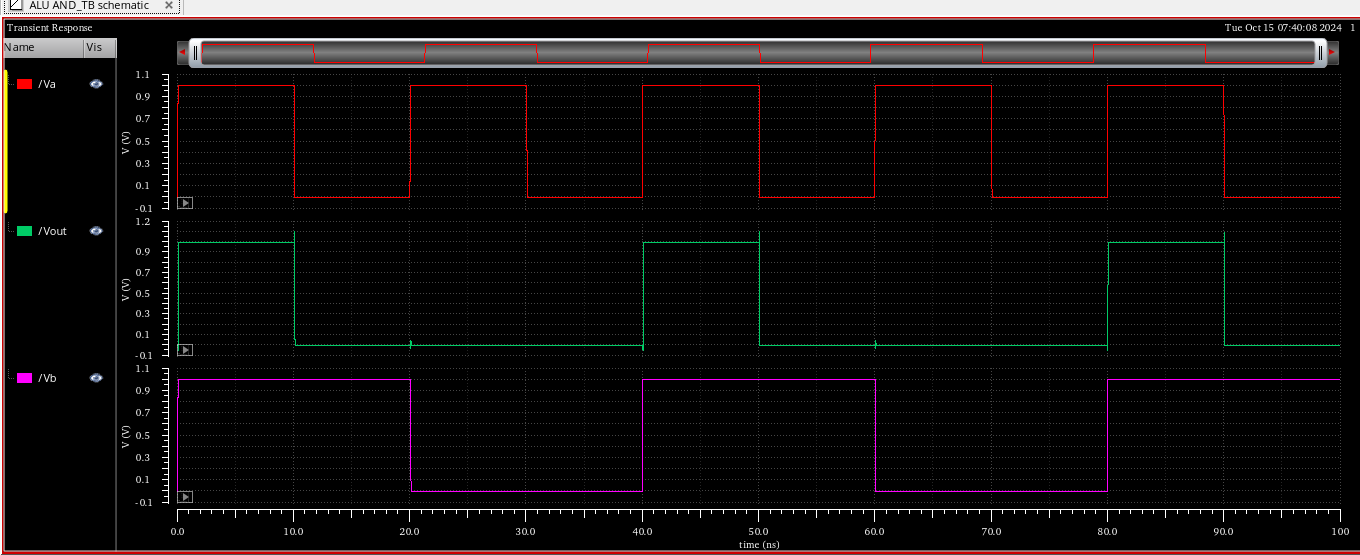 ALU AND_TB schematic
Transient Response
Tue Oct 15 07:40:08 2024 1
Name Vis
/Va
1.1
0.9
0.7
0.5
0.3
0.1
-0.1
V (V)
/Vout
1.2
0.9
0.7
0.5
0.3
0.1
-0.1
V (V)
/Vb
1.1
0.9
0.7
0.5
0.3
0.1
-0.1
V (V)
0.0 10.0 20.0 30.0 40.0 50.0 60.0 70.0 80.0 90.0 100
time (ns)